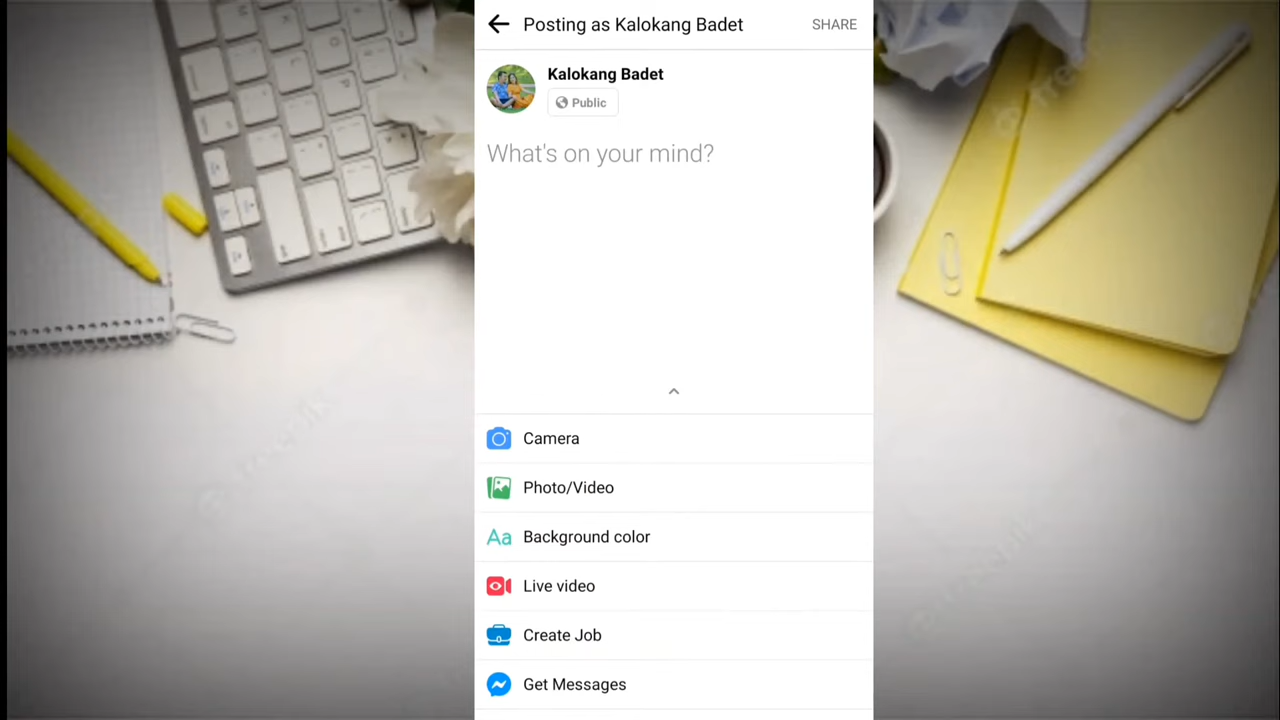 Posting as Kalokang Badet
SHARE
Kalokang Badet
Public
What's on your mind?
Camera
Photo/Video
Aa Background color
Live video
Create Job
Get Messages